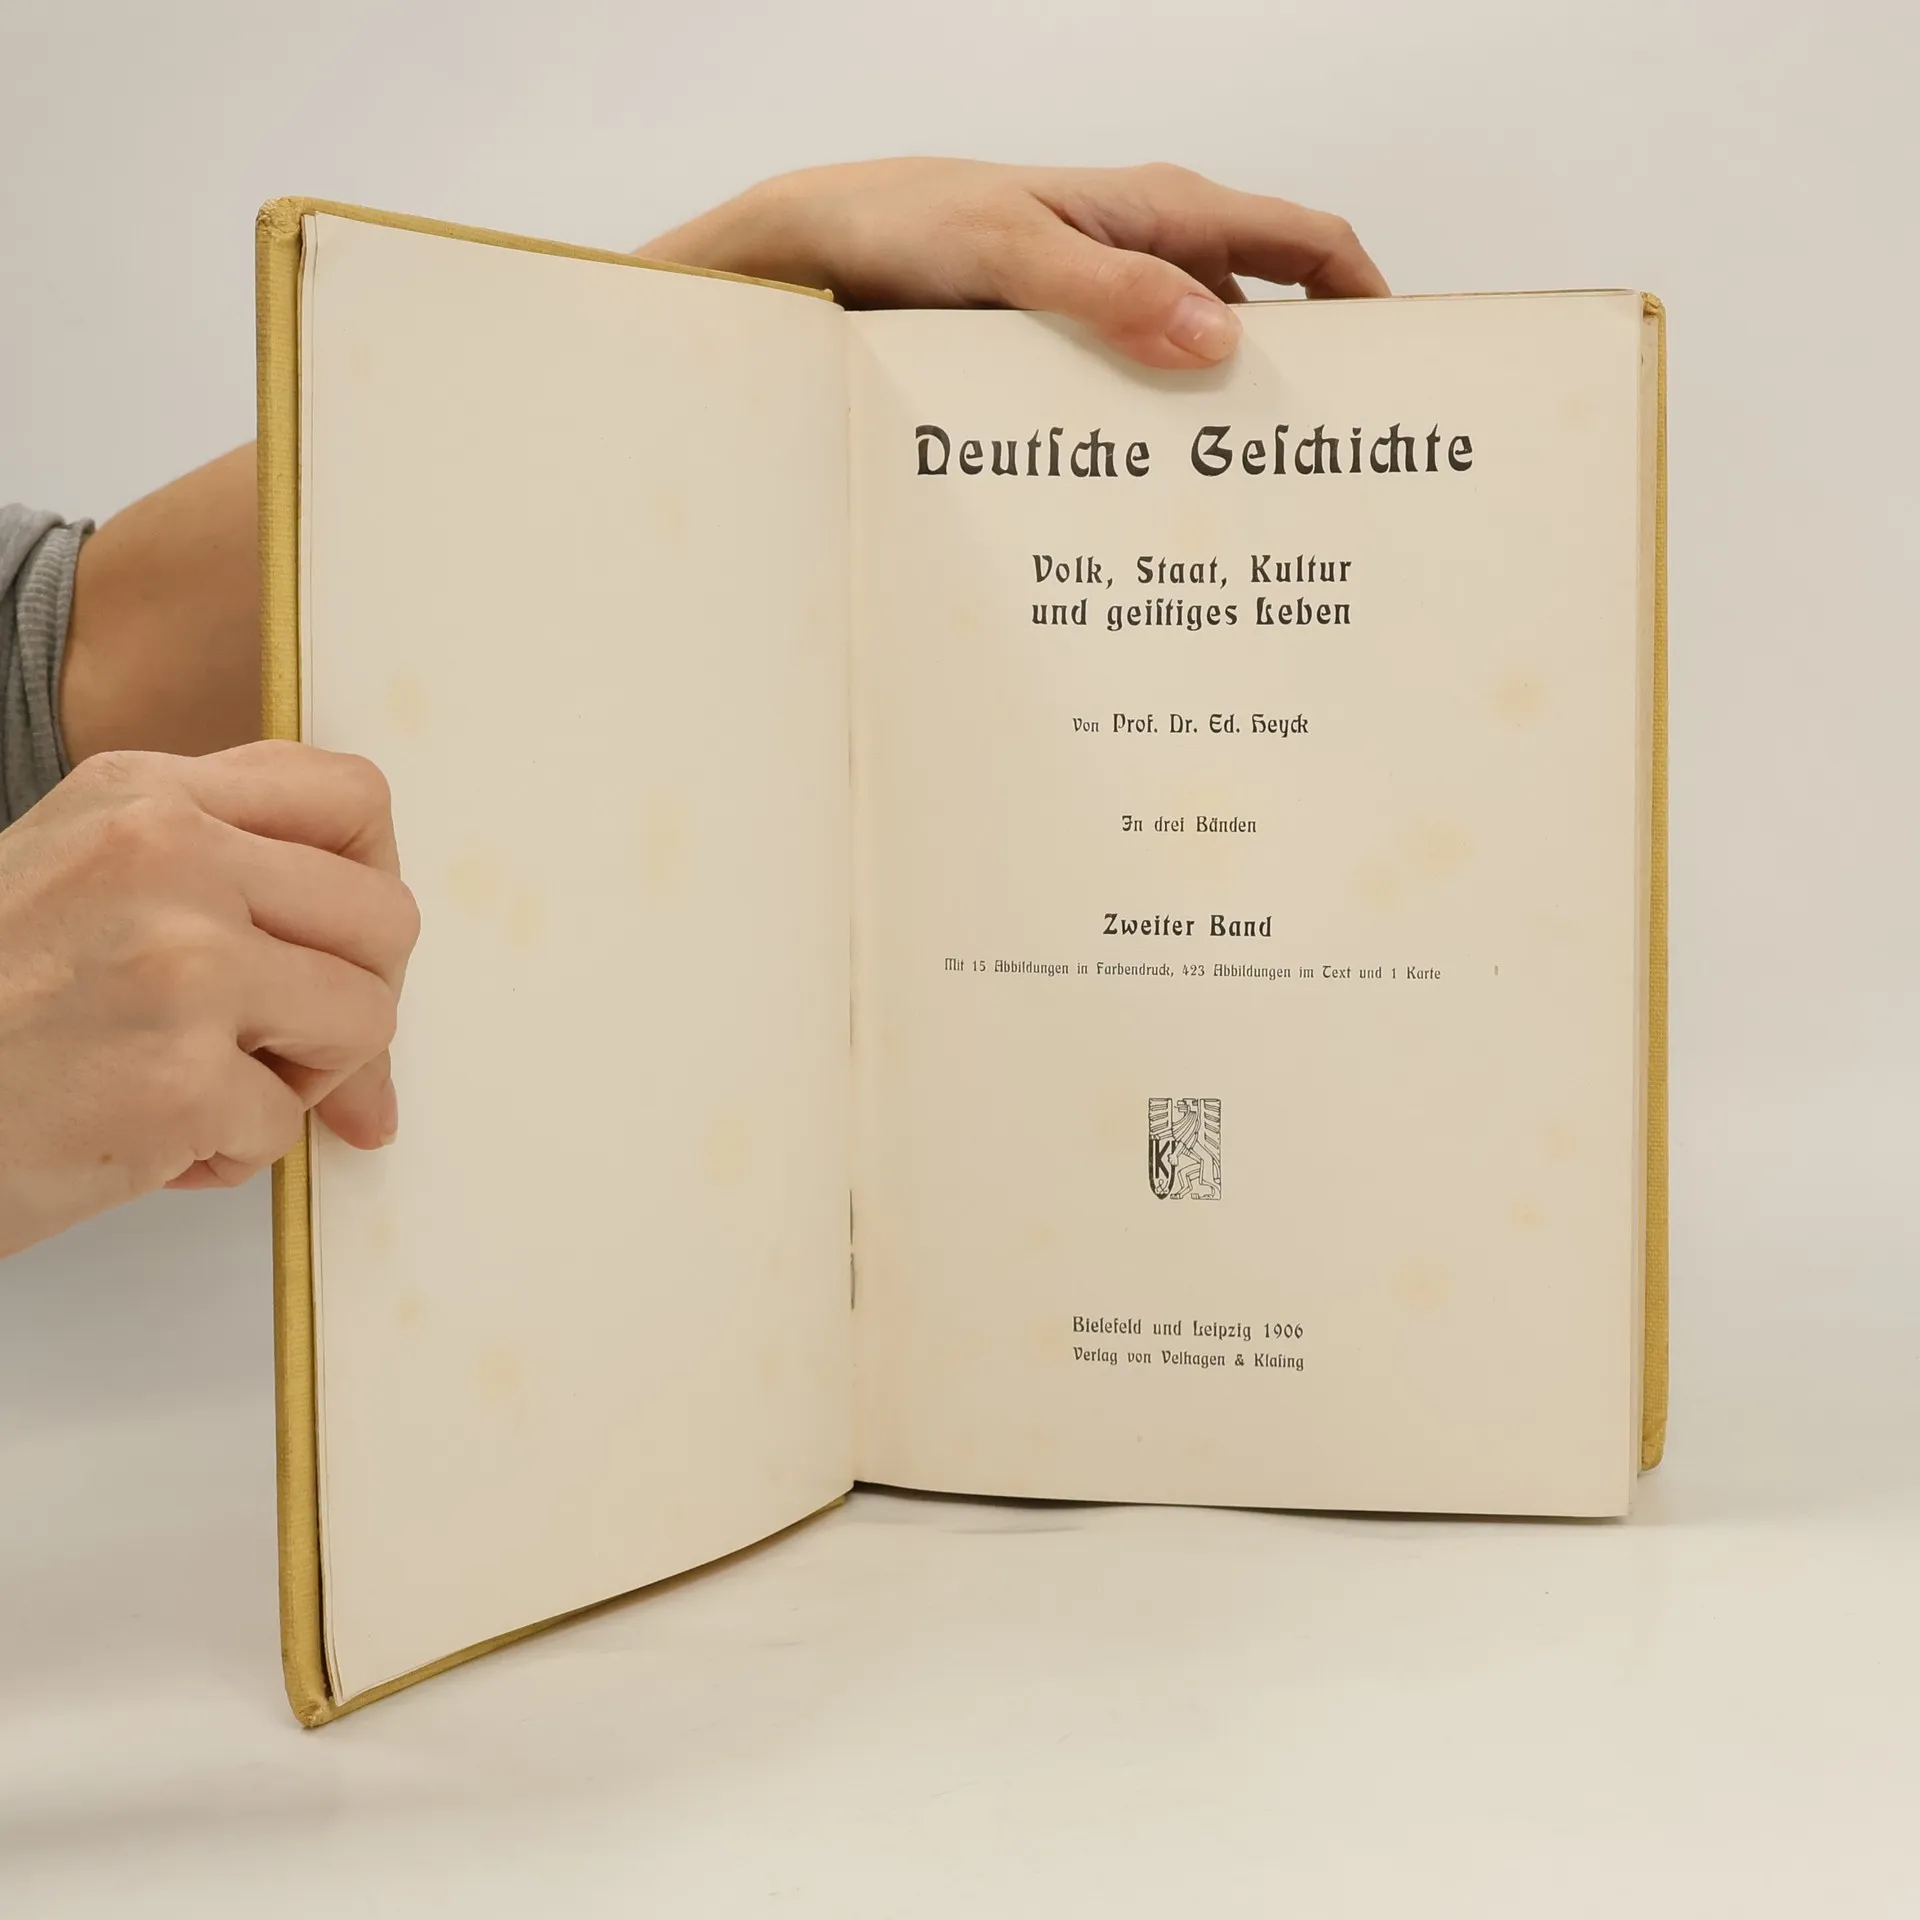 Deutſche Geſchichte
Volk, Staat, Kultur
und geiſtiges Leben
Von Prof. Dr. Ed. Heyck
In drei Bänden
Zweiter Band
Mit 15 Abbildungen in Farbendruck, 423 Abbildungen im Text und 1 Karte
V K
&
Bielefeld und Leipzig 1906
Verlag von Velhagen & Klaſing